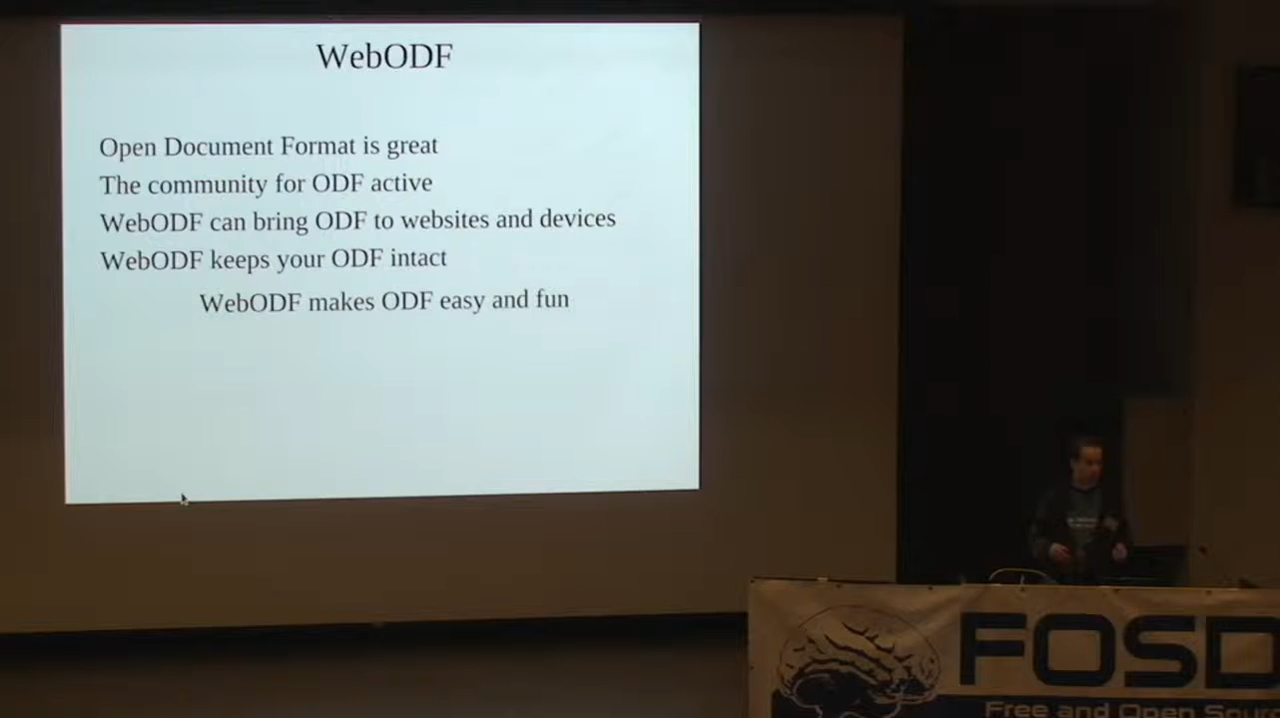 WebODF
Open Document Format is great
The community for ODF active
WebODF can bring ODF to websites and devices
WebODF keeps your ODF intact
WebODF makes ODF easy and fun
FOSD
Free and Open Sour